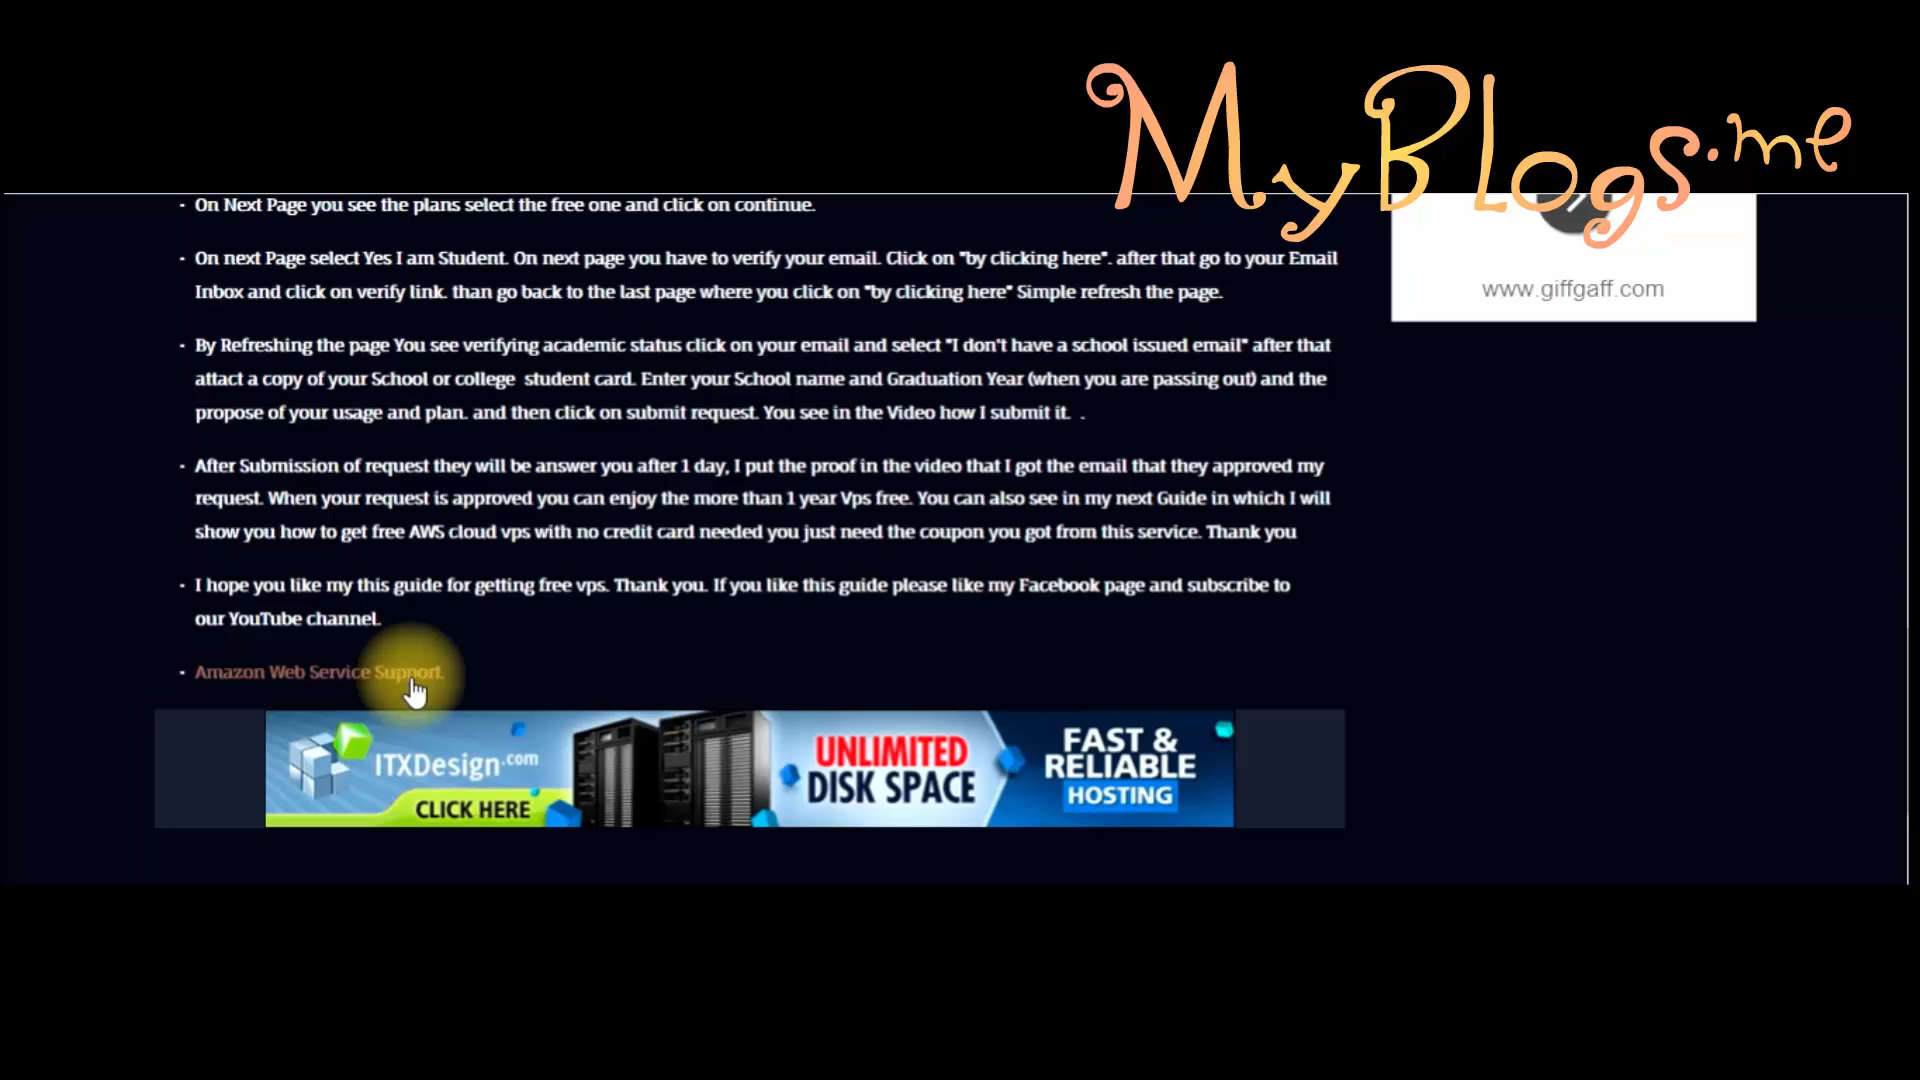 MyBlogs.me
- On Next Page you see the plans select the free one and click on continue.
www.giffgaff.com
- On next Page select Yes I am Student. On next page you have to verify your email. Click on "by clicking here". after that go to your Email
Inbox and click on verify link. than go back to the last page where you click on "by clicking here" Simple refresh the page.
- By Refreshing the page You see verifying academic status click on your email and select "I don't have a school issued email" after that
attact a copy of your School or college student card. Enter your School name and Graduation Year (when you are passing out) and the
propose of your usage and plan. and then click on submit request. You see in the Video how I submit it. .
- After Submission of request they will be answer you after 1 day, I put the proof in the video that I got the email that they approved my
request. When your request is approved you can enjoy the more than 1 year Vps free. You can also see in my next Guide in which I will
show you how to get free AWS cloud vps with no credit card needed you just need the coupon you got from this service. Thank you
- I hope you like my this guide for getting free vps. Thank you. If you like this guide please like my Facebook page and subscribe to
our YouTube channel.
- Amazon Web Service Support.
ITXDesign.com
CLICK HERE
UNLIMITED
DISK SPACE
FAST &
RELIABLE
HOSTING